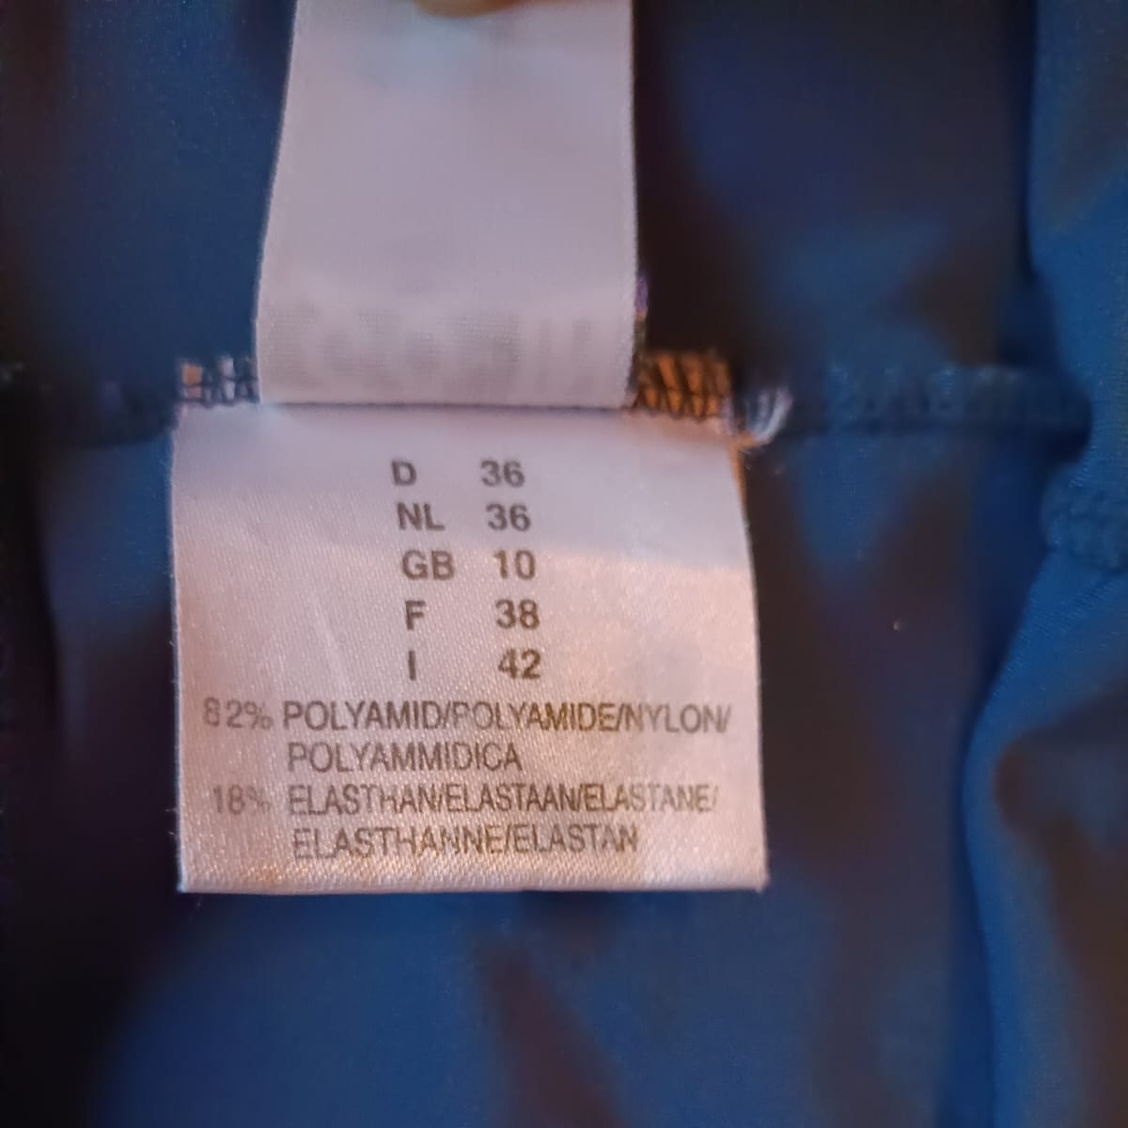 D 36
NL 36
GB 10
F 38
I 42
82% POLYAMID/POLYAMIDE/NYLON/
POLYAMMIDICA
18% ELASTHAN/ELASTAAN/ELASTANE/
ELASTHANNE/ELASTAN